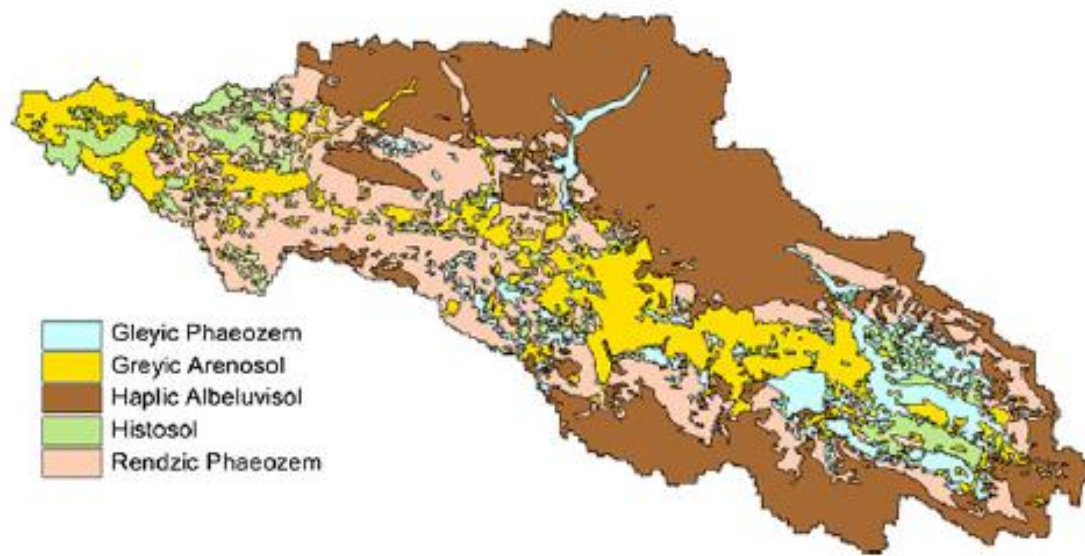 Gleyic Phaeozem
Greyic Arenosol
Haplic Albeluvisol
Histosol
Rendzic Phaeozem